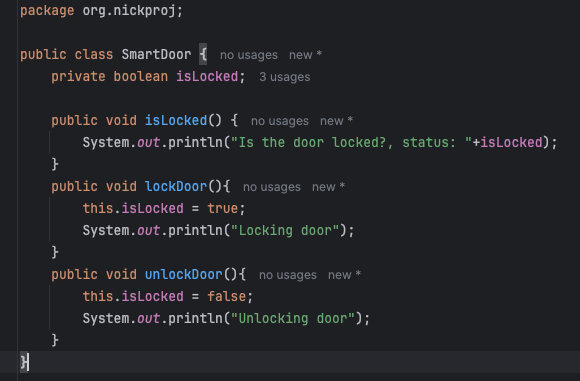 package org.nickproj;
public class SmartDoor { no usages new *
private boolean isLocked; 3 usages
public void isLocked() { no usages new *
System.out.println("Is the door locked?, status: "+isLocked);
}
public void lockDoor(){ no usages new *
this.isLocked = true;
System.out.println("Locking door");
}
public void unlockDoor(){ no usages new *
this.isLocked = false;
System.out.println("Unlocking door");
}
}